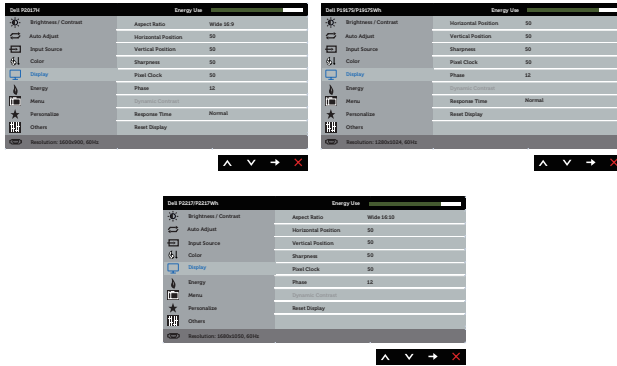 Dell P2017H Energy Use
Brightness / Contrast Aspect Ratio Wide 16:9
Auto Adjust Horizontal Position 50
Input Source Vertical Position 50
Color Sharpness 50
Display Pixel Clock 50
Energy Phase 12
Menu Dynamic Contrast
Personalize Response Time Normal
Others Reset Display
Resolution: 1600x900, 60Hz
Dell P1917S/P1917SWh Energy Use
Brightness / Contrast Horizontal Position 50
Auto Adjust Vertical Position 50
Input Source Sharpness 50
Color Pixel Clock 50
Display Phase 12
Energy Dynamic Contrast
Menu Response Time Normal
Personalize Reset Display
Others
Resolution: 1280x1024, 60Hz
Dell P2217/P2217Wh Energy Use
Brightness / Contrast Aspect Ratio Wide 16:10
Auto Adjust Horizontal Position 50
Input Source Vertical Position 50
Color Sharpness 50
Display Pixel Clock 50
Energy Phase 12
Menu Dynamic Contrast
Personalize Reset Display
Others
Resolution: 1680x1050, 60Hz